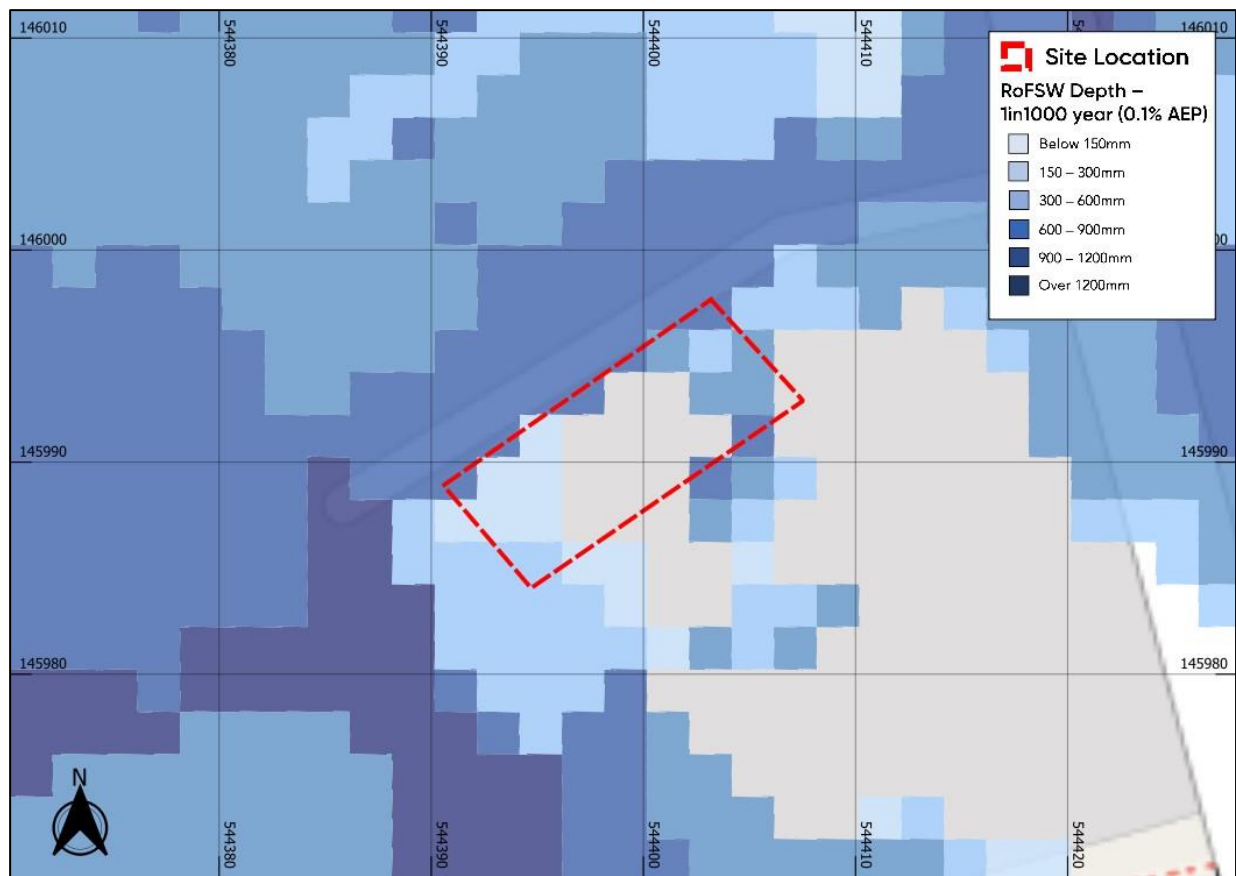 146010
544380
544390
544400
544410
146010
Site Location
RoFSW Depth –
1in1000 year (0.1% AEP)
Below 150mm
150 – 300mm
300 – 600mm
600 – 900mm
900 – 1200mm
Over 1200mm
146000
145990
145990
145980
145980
N
544380
544390
544400
544410
544420